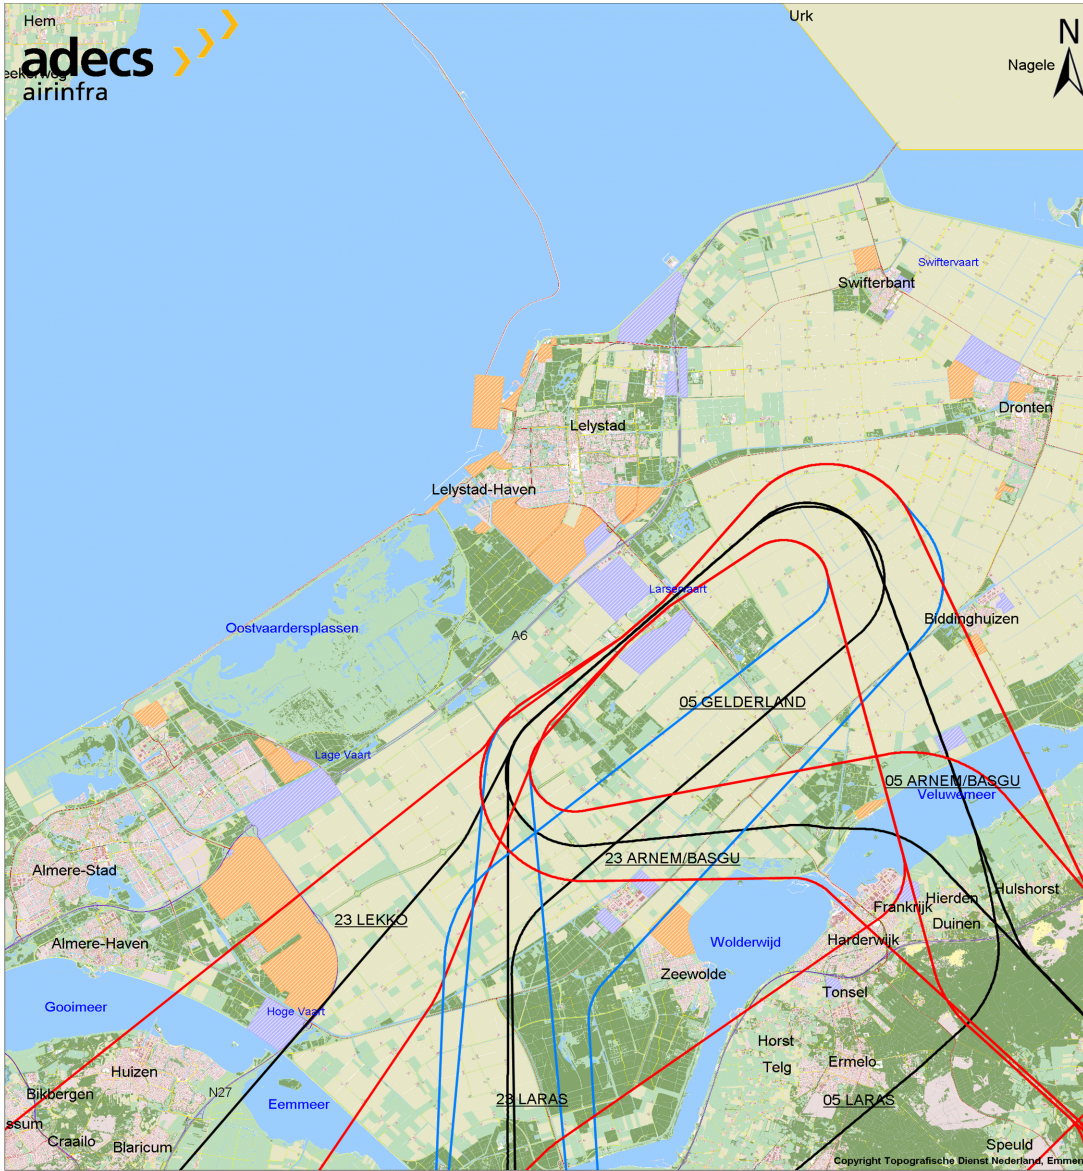 Hem
Urk
adecs
airinfra
N
Nagele
Swiftervaart
Swifterbant
Dronten
Lelystad
Lelystad-Haven
Larservaart
Biddinghuizen
Oostvaardersplassen
A6
05 GELDERLAND
Lage Vaart
05 ARNEM/BASGU
Veluwemeer
23 ARNEM/BASGU
Almere-Stad
Hulshorst
Hierden
Frankrijk
23 LEKKO
Duinen
Almere-Haven
Wolderwijd
Harderwijk
Zeewolde
Tonsel
Gooimeer
Hoge Vaart
Horst
Ermelo
Telg
Huizen
N27
Bikbergen
Eemmeer
23 LARAS
05 LARAS
ssum
Craailo
Blaricum
Speuld
Copyright Topografische Dienst Nederland, Emmen